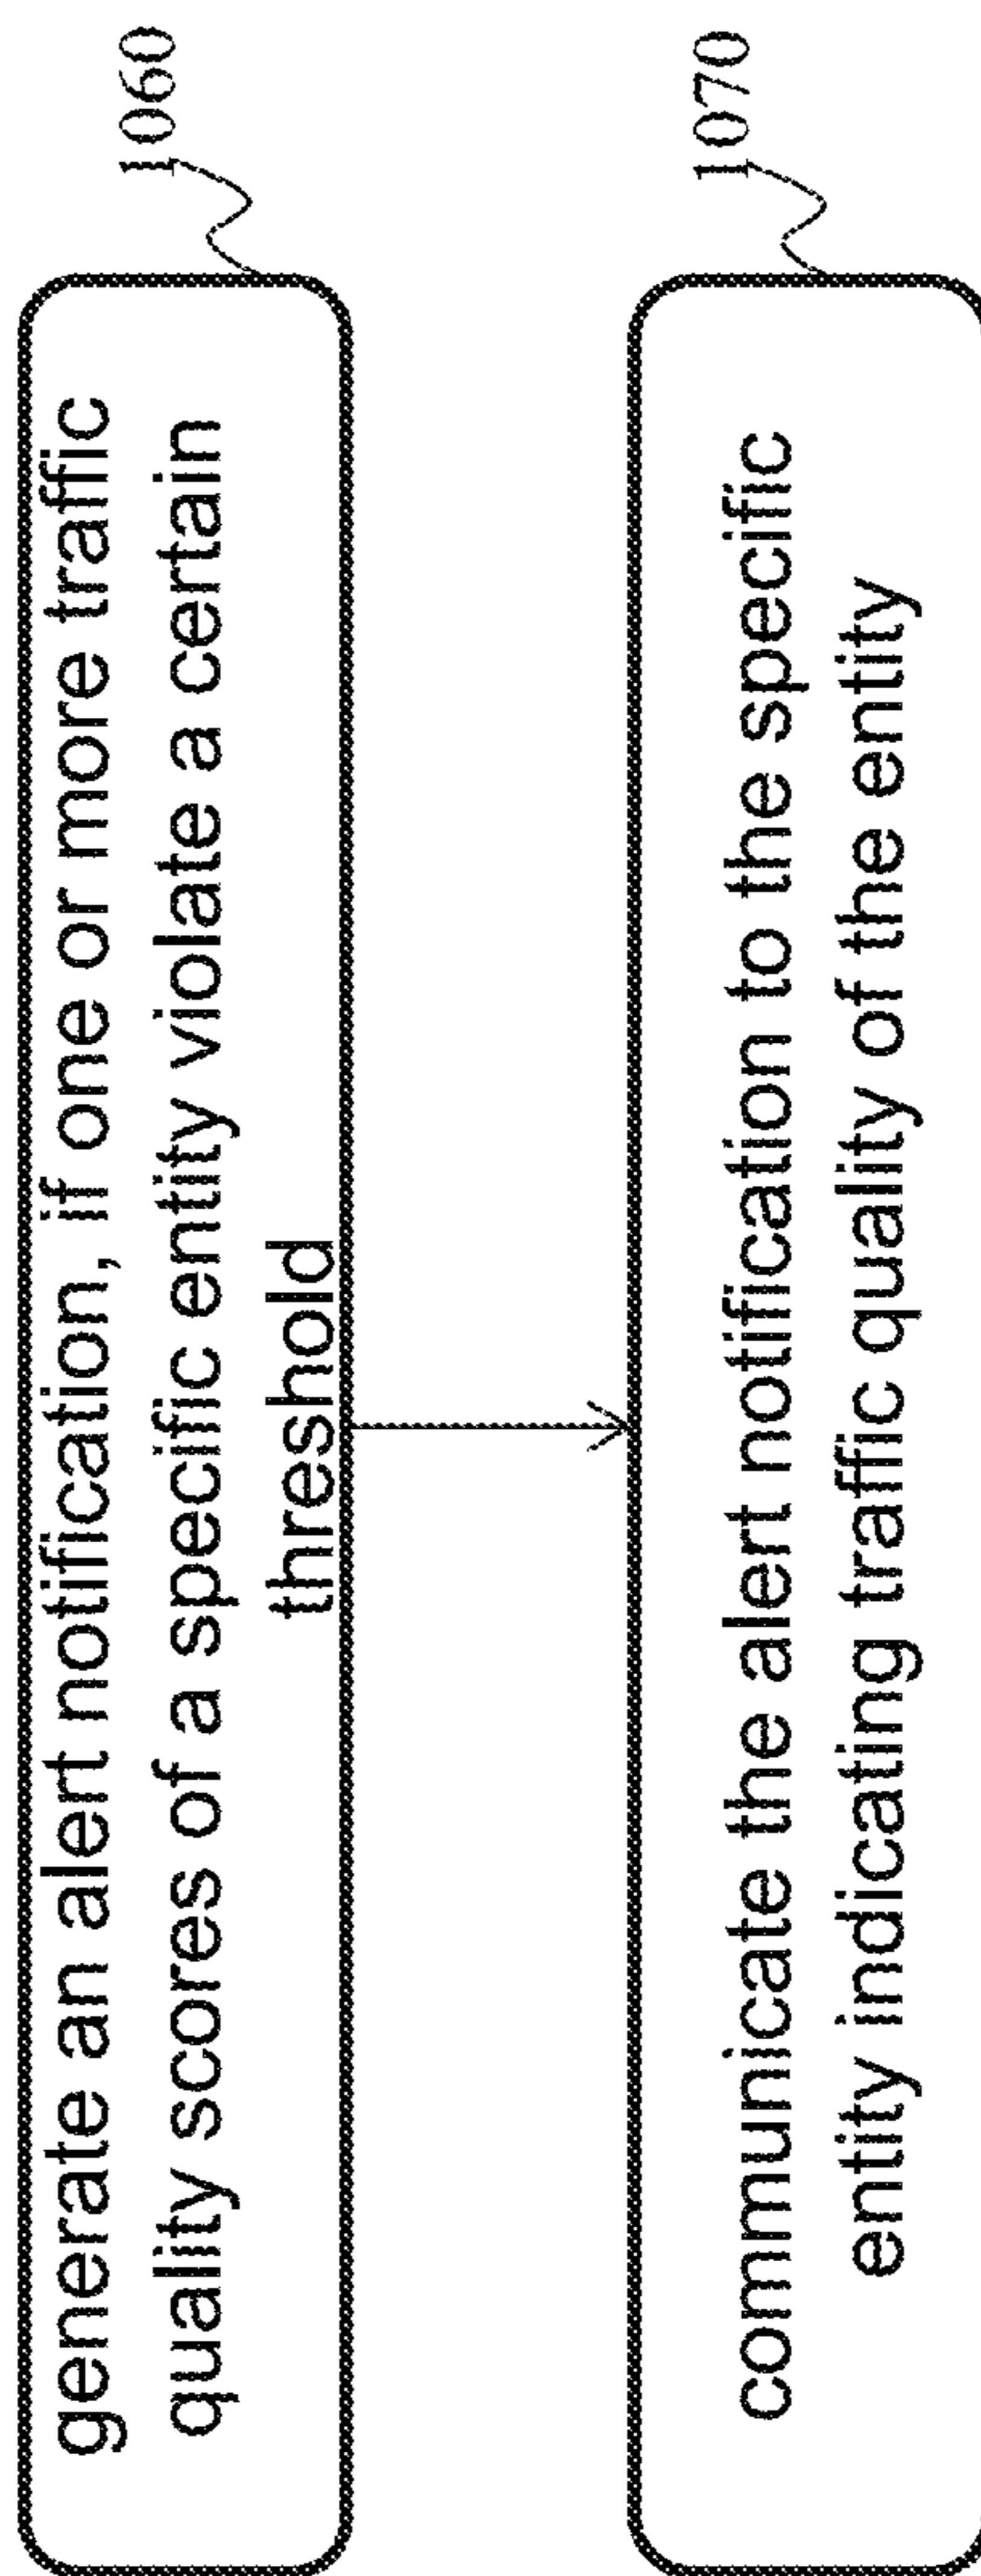 generate an alert notification, if one or more traffic
quality scores of a specific entity violate a certain
threshold
1060
communicate the alert notification to the specific
entity indicating traffic quality of the entity
1070